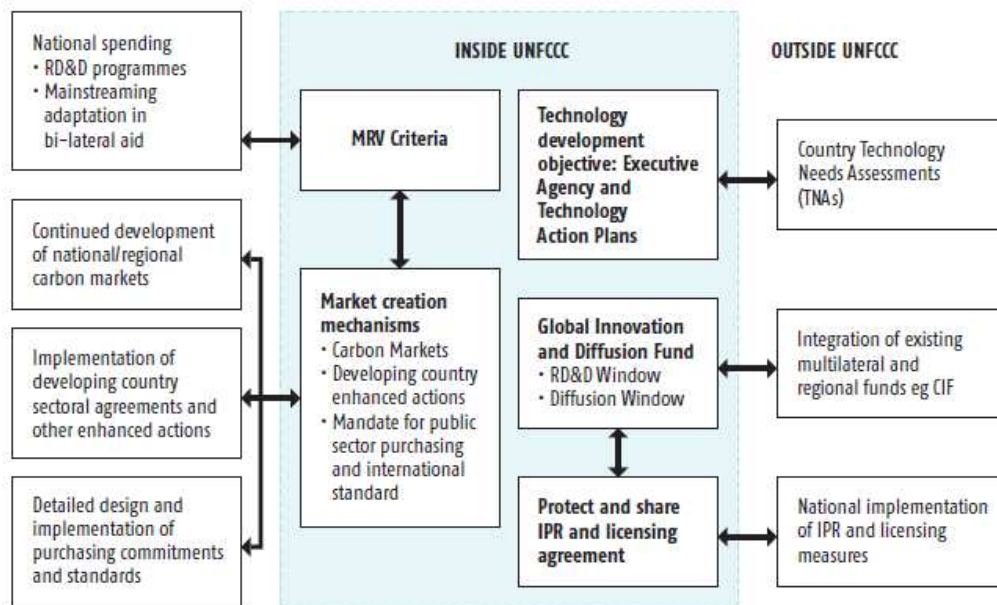 INSIDE UNFCCC
OUTSIDE UNFCCC
National spending
• RD&D programmes
• Mainstreaming
adaptation in
bi-lateral aid
Continued development
of national/regional
carbon markets
Implementation of
developing country
sectoral agreements and
other enhanced actions
Detailed design and
implementation of
purchasing commitments
and standards
MRV Criteria
Market creation
mechanisms
• Carbon Markets
• Developing country
enhanced actions
• Mandate for public
sector purchasing
and international
standard
Technology
development
objective: Executive
Agency and
Technology
Action Plans
Global Innovation
and Diffusion Fund
• RD&D Window
• Diffusion Window
Protect and share
IPR and licensing
agreement
Country Technology
Needs Assessments
(TNAs)
Integration of existing
multilateral and
regional funds eg CIF
National implementation
of IPR and licensing
measures